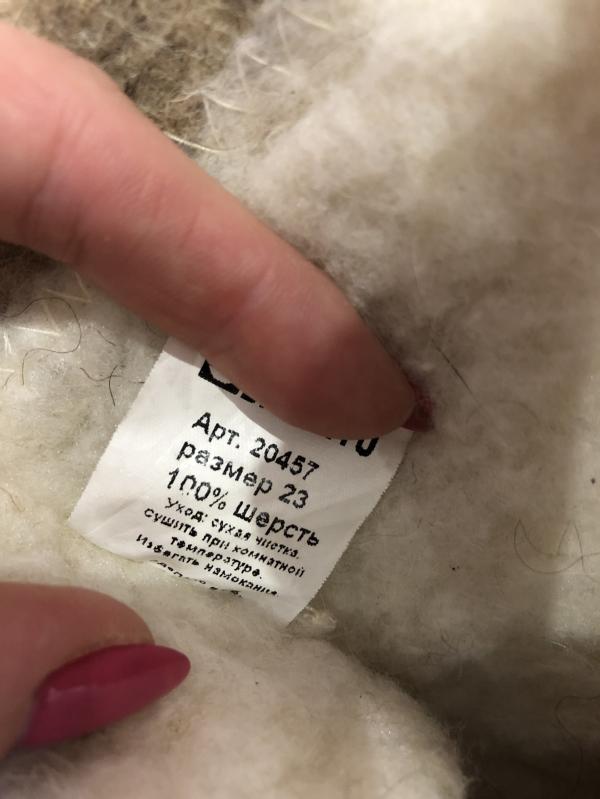 Арт. 20457
размер 23
100% шерсть
Уход: сухая чистка.
сушить при комнатной
температуре.
Избегать намокания.